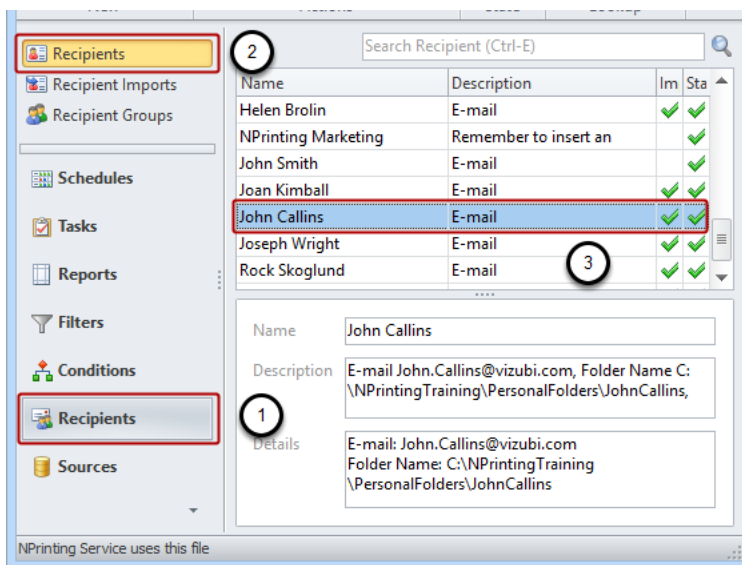 Recipients
Recipient Imports
Recipient Groups
Schedules
Tasks
Reports
Filters
Conditions
Recipients
Sources
2
Search Recipient (Ctrl-E)
Name Description Im Sta
Helen Brolin E-mail
NPrinting Marketing Remember to insert an
John Smith E-mail
Joan Kimball E-mail
John Callins E-mail
Joseph Wright E-mail
Rock Skoglund E-mail
3
Name John Callins
Description E-mail John.Callins@vizubi.com, Folder Name C:
\NPrintingTraining\PersonalFolders\JohnCallins,
1
Details E-mail: John.Callins@vizubi.com
Folder Name: C:\NPrintingTraining
\PersonalFolders\JohnCallins
NPrinting Service uses this file